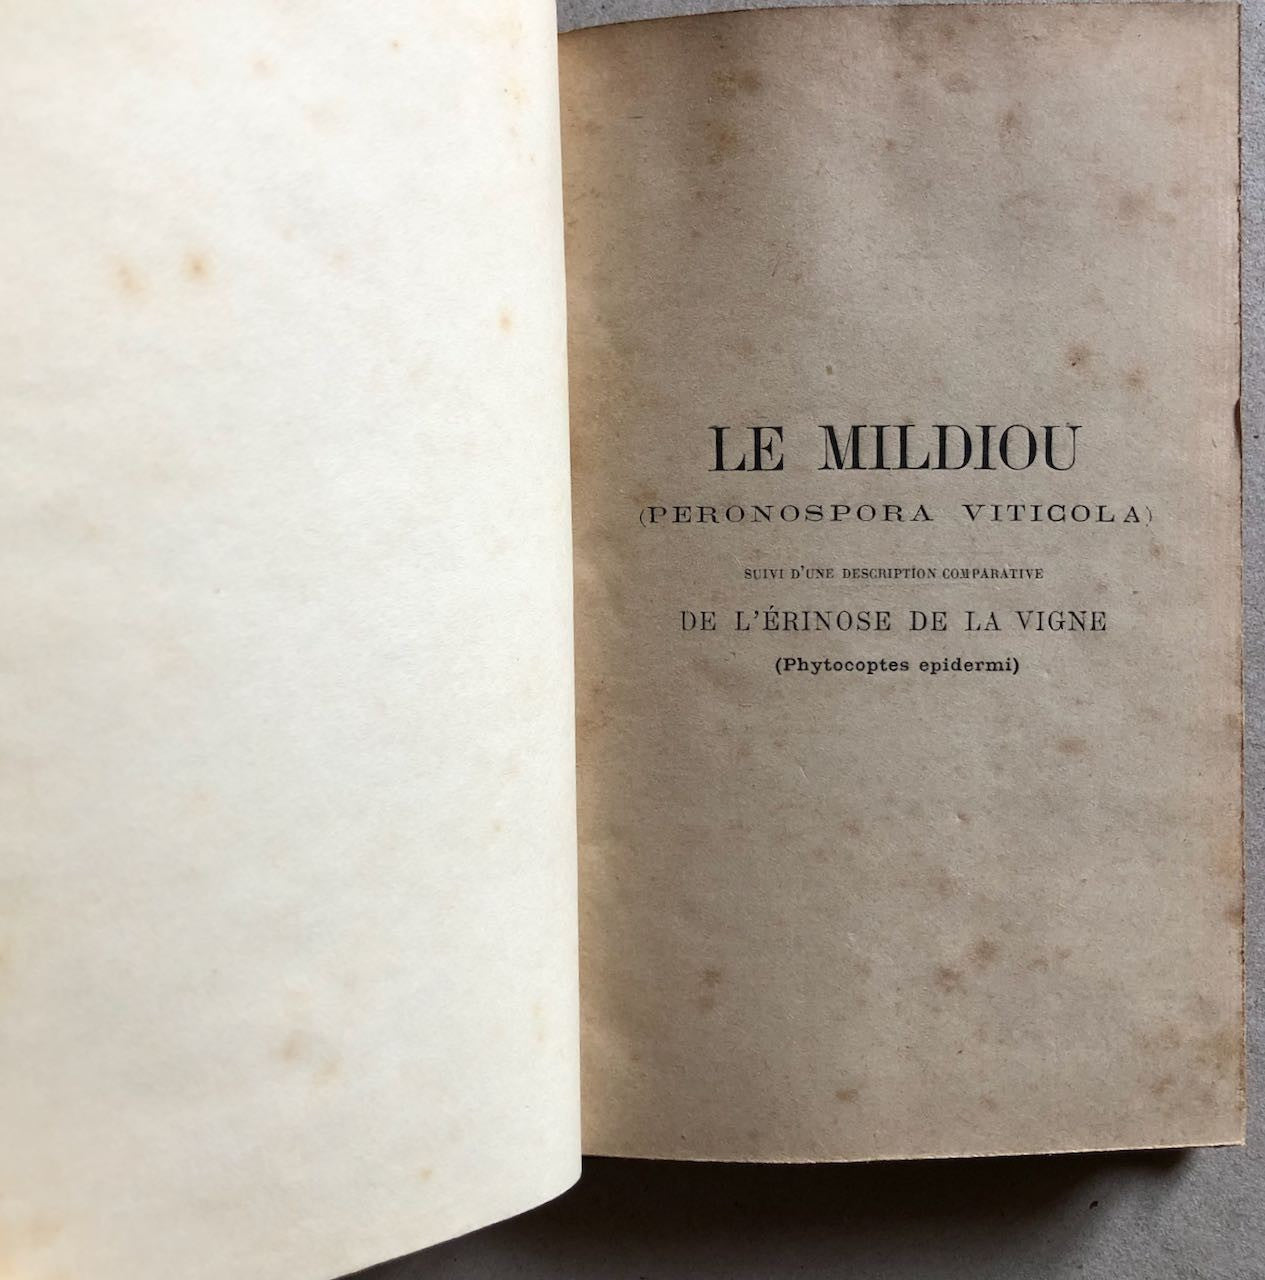 LE MILDIOU
(PERONOSPORA VITICOLA)
SUIVI D'UNE DESCRIPTION COMPARATIVE
DE L'ÉRINOSE DE LA VIGNE
(Phytocoptes epidermi)